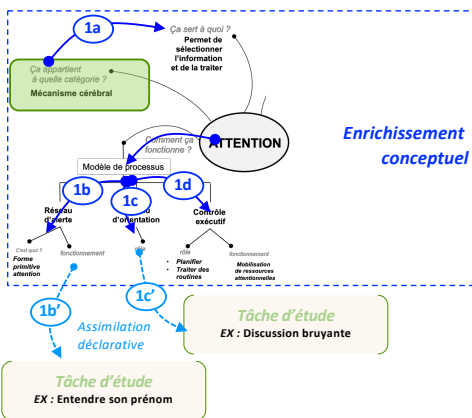 1a
Ça sert à quoi ?
Permet de
sélectionner
l'information
et de la traiter
Ça appartient
à quelle catégorie ?
Mécanisme cérébral
ATTENTION
Comment ça
fonctionne ?
Enrichissement
conceptuel
Modèle de processus
1b
1c
1d
Réseau
d'alerte
d'orientation
Contrôle
exécutif
C'est quoi ?
Forme
primitive
attention
fonctionnement
rôle
rôle
• Planifier
• Traiter des
routines
fonctionnement
Mobilisation
de ressources
attentionnelles
1b'
1c'
Assimilation
déclarative
Tâche d'étude
EX : Discussion bruyante
Tâche d'étude
EX : Entendre son prénom